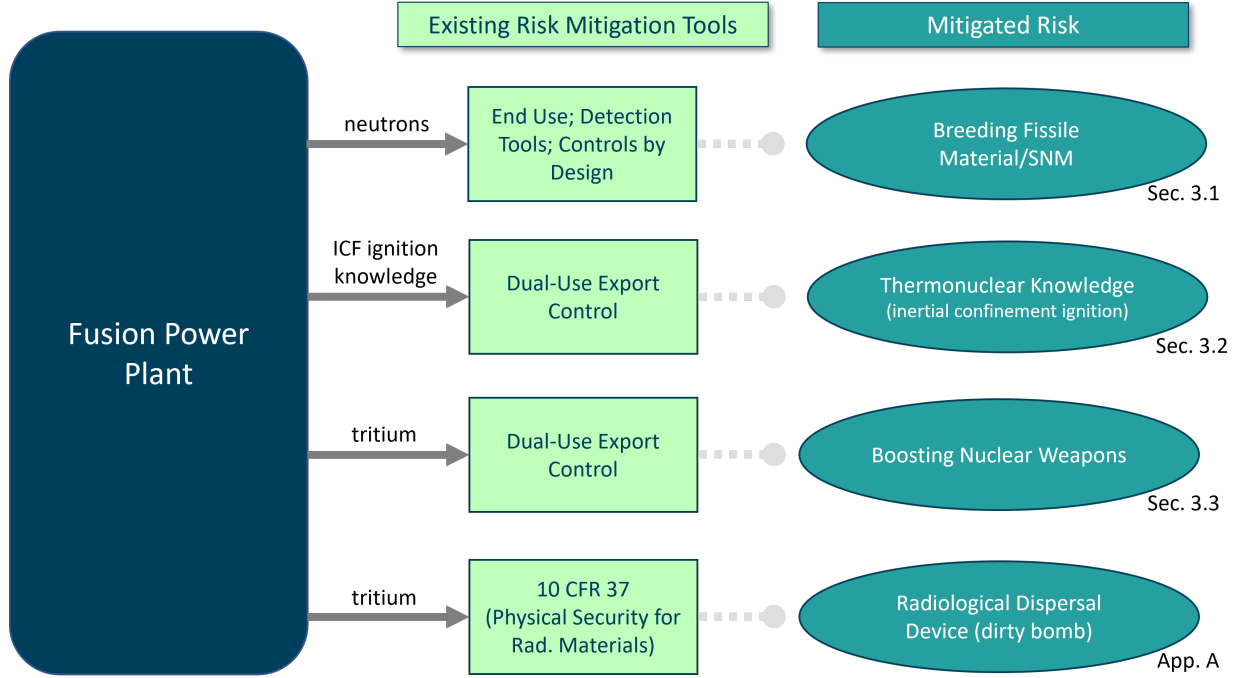 Existing Risk Mitigation Tools
Mitigated Risk
Fusion Power
Plant
neutrons
End Use; Detection
Tools; Controls by
Design
Breeding Fissile
Material/SNM
Sec. 3.1
ICF ignition
knowledge
Dual-Use Export
Control
Thermonuclear Knowledge
(inertial confinement ignition)
Sec. 3.2
tritium
Dual-Use Export
Control
Boosting Nuclear Weapons
Sec. 3.3
tritium
10 CFR 37
(Physical Security for
Rad. Materials)
Radiological Dispersal
Device (dirty bomb)
App. A